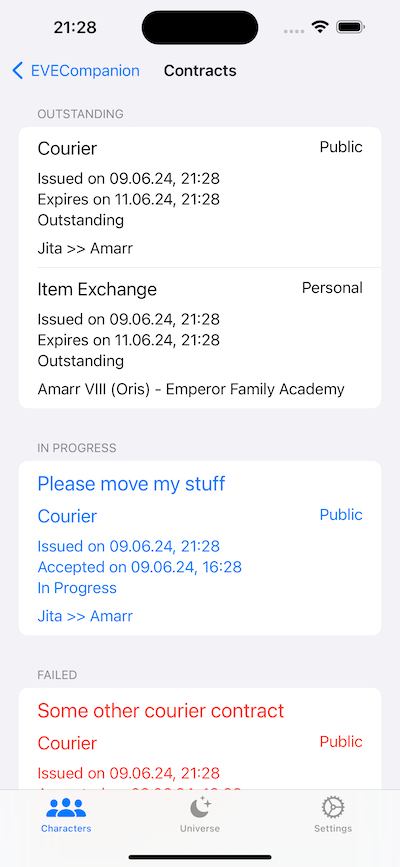 21:28
EVECompanion Contracts
OUTSTANDING
Courier Public
Issued on 09.06.24, 21:28
Expires on 11.06.24, 21:28
Outstanding
Jita >> Amarr
Item Exchange Personal
Issued on 09.06.24, 21:28
Expires on 11.06.24, 21:28
Outstanding
Amarr VIII (Oris) - Emperor Family Academy
IN PROGRESS
Please move my stuff
Courier Public
Issued on 09.06.24, 21:28
Accepted on 09.06.24, 16:28
In Progress
Jita >> Amarr
FAILED
Some other courier contract
Courier Public
Issued on 09.06.24, 21:28
Characters Universe Settings